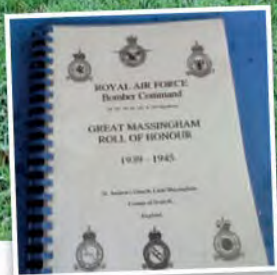 ROYAL AIR FORCE
Bomber Command
GREAT MASSINGHAM
ROLL OF HONOUR
1939 - 1945
St. Andrew's Church, Little Massingham
County of Norfolk
England